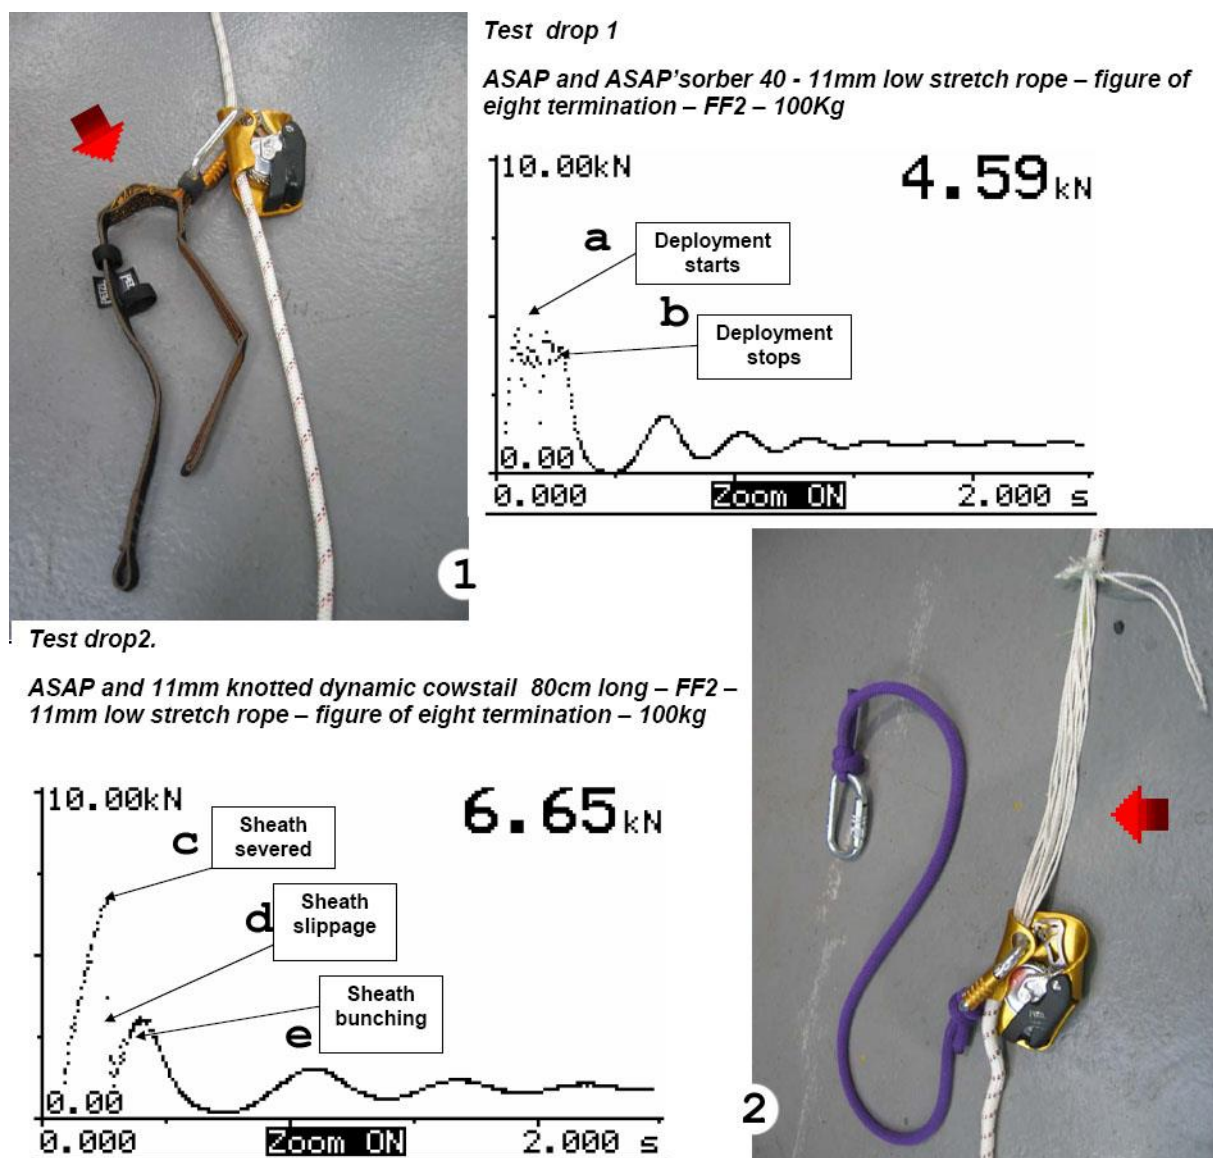 Test drop 1
ASAP and ASAP'sorber 40 - 11mm low stretch rope – figure of
eight termination – FF2 – 100Kg
10.00kN
4.59kN
a
Deployment
starts
b
Deployment
stops
0.00
0.000
Zoom ON
2.000 s
1
Test drop2.
ASAP and 11mm knotted dynamic cowstail 80cm long – FF2 –
11mm low stretch rope – figure of eight termination – 100kg
10.00kN
6.65kN
c
Sheath
severed
d
Sheath
slippage
Sheath
bunching
e
0.00
0.000
Zoom ON
2.000 s
2